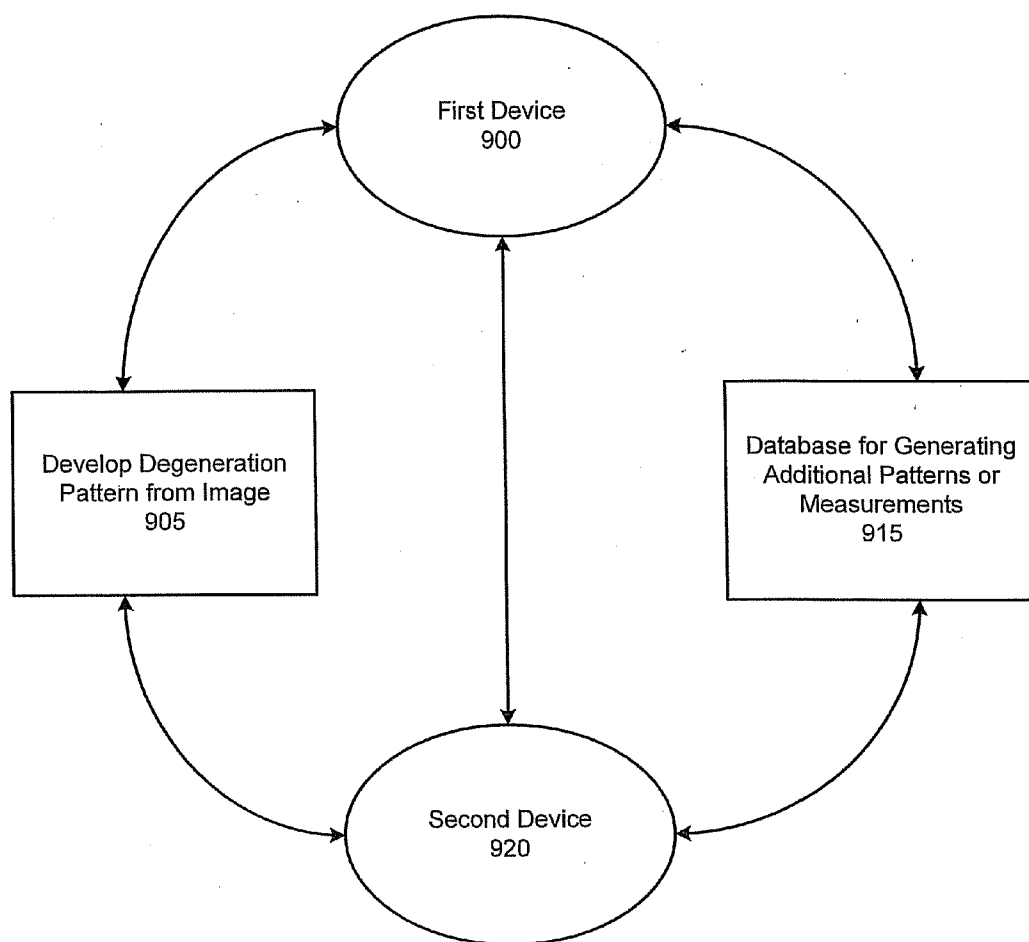 First Device
900
Develop Degeneration
Pattern from Image
905
Database for Generating
Additional Patterns or
Measurements
915
Second Device
920